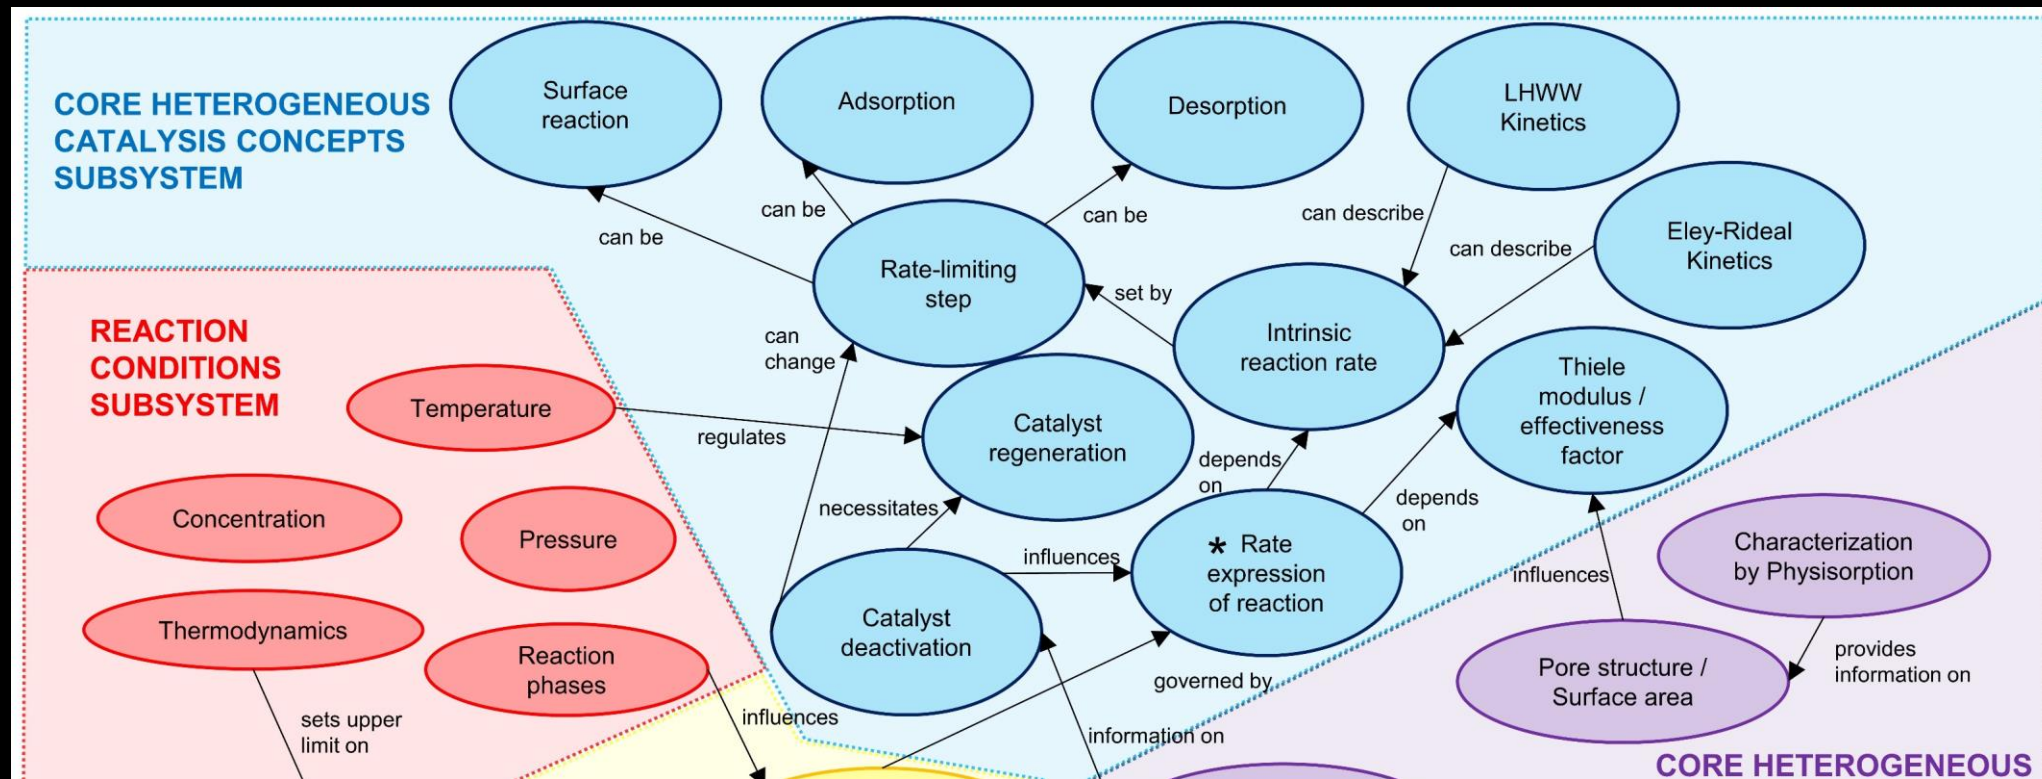 CORE HETEROGENEOUS
CATALYSIS CONCEPTS
SUBSYSTEM
Surface
reaction
Adsorption
Desorption
LHWW
Kinetics
can be
can be
can be
can describe
can describe
Eley-Rideal
Kinetics
Rate-limiting
step
set by
Intrinsic
reaction rate
REACTION
CONDITIONS
SUBSYSTEM
can
change
Temperature
regulates
Catalyst
regeneration
Thiele
modulus /
effectiveness
factor
depends
on
depends
on
Concentration
Pressure
necessitates
influences
* Rate
expression
of reaction
Characterization
by Physisorption
influences
Thermodynamics
Reaction
phases
Catalyst
deactivation
governed by
Pore structure /
Surface area
provides
information on
sets upper
limit on
influences
information on
CORE HETEROGENEOUS